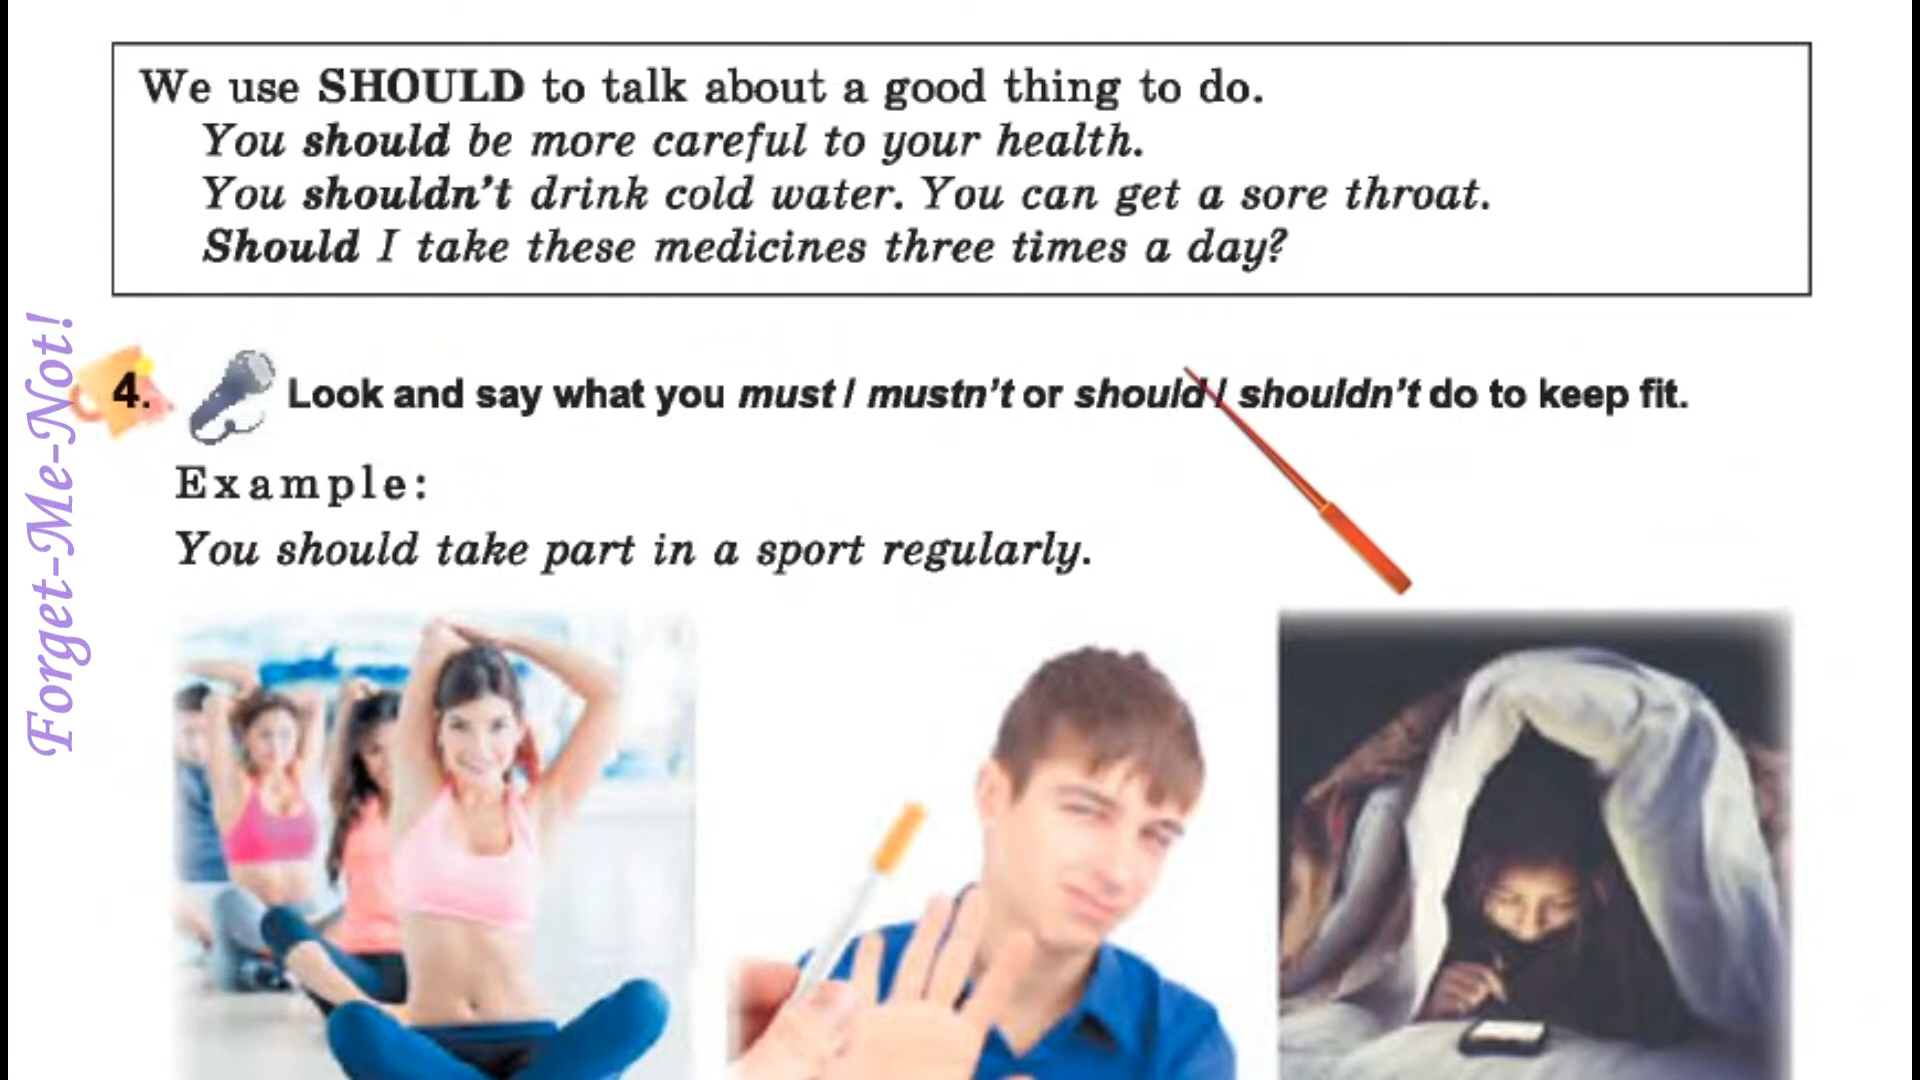 We use SHOULD to talk about a good thing to do.
You should be more careful to your health.
You shouldn't drink cold water. You can get a sore throat.
Should I take these medicines three times a day?
Forget-Me-Not!
4. Look and say what you must / mustn't or should / shouldn't do to keep fit.
Example:
You should take part in a sport regularly.